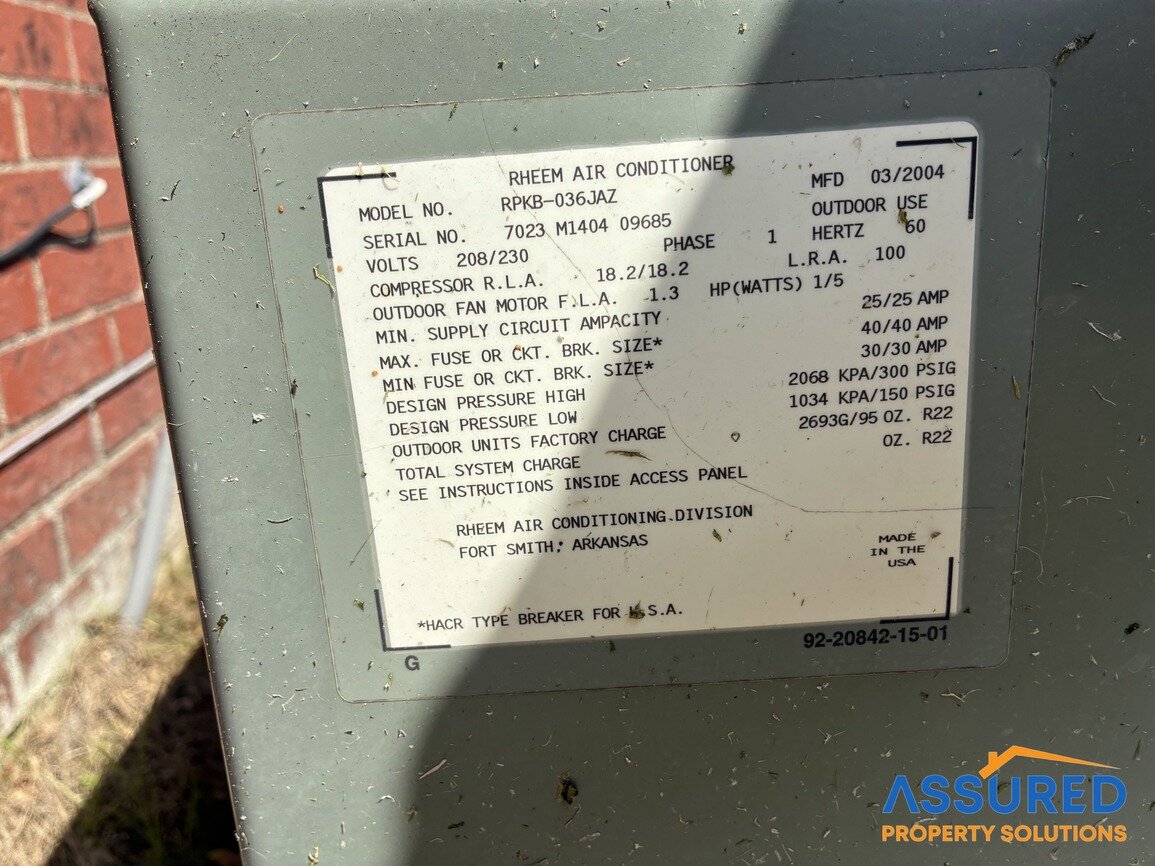 RHEEM AIR CONDITIONER
MODEL NO. RPKB-036JAZ MFD 03/2004
SERIAL NO. 7023 M1404 09685 OUTDOOR USE
VOLTS 208/230 PHASE 1 HERTZ 60
COMPRESSOR R.L.A. 18.2/18.2 L.R.A. 100
OUTDOOR FAN MOTOR F.L.A. 1.3 HP(WATTS) 1/5
MIN. SUPPLY CIRCUIT AMPACITY 25/25 AMP
MAX. FUSE OR CKT. BRK. SIZE* 40/40 AMP
MIN FUSE OR CKT. BRK. SIZE* 30/30 AMP
DESIGN PRESSURE HIGH 2068 KPA/300 PSIG
DESIGN PRESSURE LOW 1034 KPA/150 PSIG
OUTDOOR UNITS FACTORY CHARGE 2693G/95 OZ. R22
TOTAL SYSTEM CHARGE OZ. R22
SEE INSTRUCTIONS INSIDE ACCESS PANEL
RHEEM AIR CONDITIONING DIVISION
FORT SMITH, ARKANSAS
MADE
IN THE
USA
*HACR TYPE BREAKER FOR U.S.A.
92-20842-15-01
G
ASSURED
PROPERTY SOLUTIONS